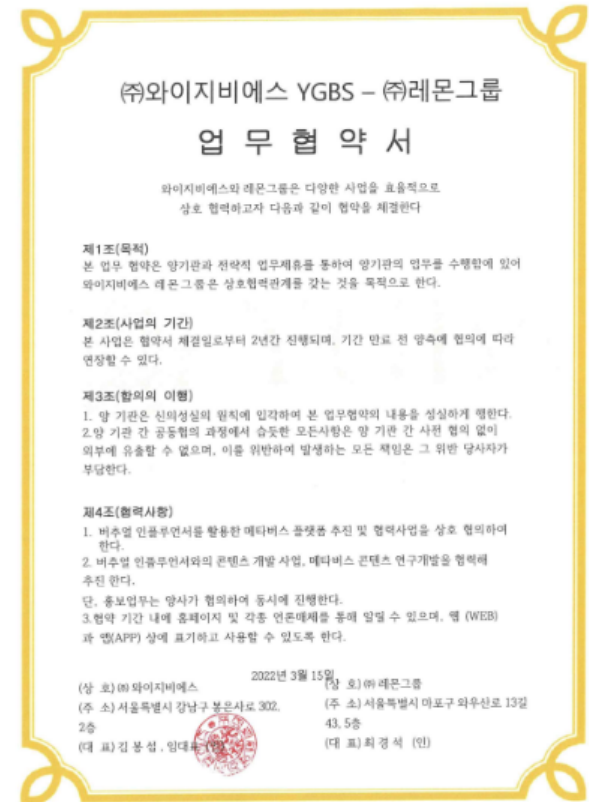 ㈜와이지비에스 YGBS – ㈜레몬그룹
업 무 협 약 서
와이지비에스와 레몬그룹은 다양한 사업을 효율적으로
상호 협력하고자 다음과 같이 협약을 체결한다
제1조(목적)
본 업무 협약은 양기관과 전략적 업무제휴를 통하여 양기관의 업무를 수행함에 있어
와이지비에스 레몬그룹은 상호협력관계를 갖는 것을 목적으로 한다.
제2조(사업의 기간)
본 사업은 협약서 체결일로부터 2년간 진행되며, 기간 만료 전 양측에 협의에 따라
연장할 수 있다.
제3조(합의의 이행)
1. 양 기관은 신의성실의 원칙에 입각하여 본 업무협약의 내용을 성실하게 행한다.
2.양 기관 간 공동협의 과정에서 습득한 모든사항은 양 기관 간 사전 협의 없이
외부에 유출할 수 없으며, 이를 위반하여 발생하는 모든 책임은 그 위반 당사자가
부담한다.
제4조(협력사항)
1. 버추얼 인플루언서를 활용한 메타버스 플랫폼 추진 및 협력사업을 상호 협의하여
한다.
2. 버추얼 인플루언서와의 콘텐츠 개발 사업, 메타버스 콘텐츠 연구개발을 협력해
추진 한다.
단, 홍보업무는 양사가 협의하여 동시에 진행한다.
3.협약 기간 내에 홈페이지 및 각종 언론매체를 통해 알릴 수 있으며, 웹 (WEB)
과 앱(APP) 상에 표기하고 사용할 수 있도록 한다.
2022년 3월 15일
(상 호) ㈜ 와이지비에스
(주 소) 서울특별시 강남구 봉은사로 302,
2층
(대 표) 김 봉 섭 , 임대표 (인)
(상 호) ㈜ 레몬그룹
(주 소) 서울특별시 마포구 와우산로 13길
43, 5층
(대 표) 최 경 석 (인)